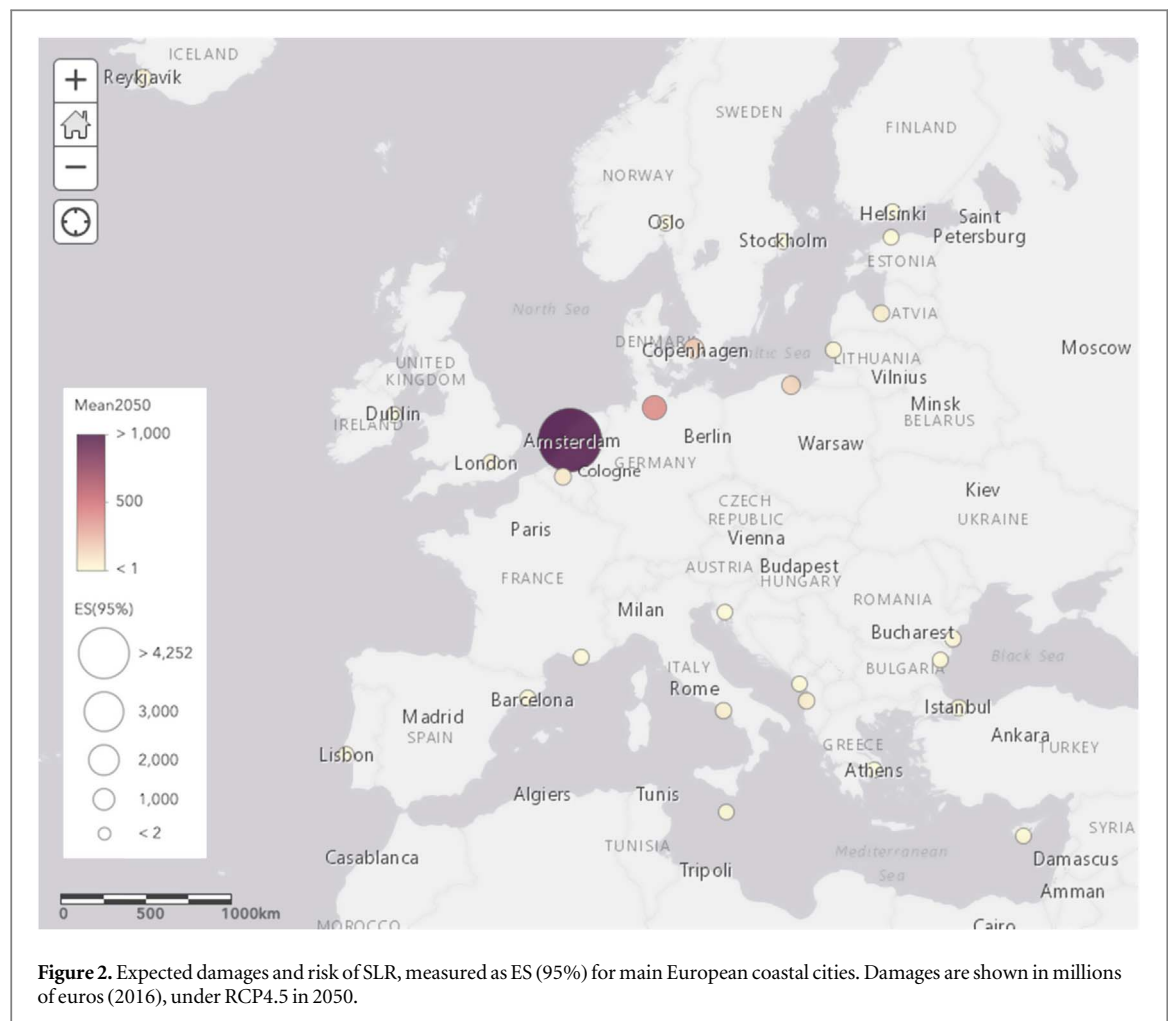 ICELAND
Reykjavik
SWEDEN
FINLAND
NORWAY
Oslo
Helsinki
Saint
Petersburg
Stockholm
ESTONIA
North Sea
ATVIA
DENMAR
Copenhagen
ltic Sea
LITHUANIA
Moscow
UNITED
KINGDOM
Vilnius
Minsk
BELARUS
Dublin
IRELAND
Amsterdam
Berlin
Warsaw
London
GERMANY
Cologne
Kiev
UKRAINE
CZECH
REPUBLIC
Vienna
Paris
FRANCE
AUSTRIA
Budapest
HUNGARY
Milan
ROMANIA
Bucharest
Black Sea
BULGARIA
ITALY
Rome
Barcelona
Istanbul
Madrid
SPAIN
Ankara
TURKEY
Lisbon
GREECE
Athens
Algiers
Tunis
SYRIA
TUNISIA
Mediterranean
Sea
Casablanca
Tripoli
Damascus
Amman
MOROCCO
Cairo
Mean2050
> 1,000
500
< 1
ES(95%)
> 4,252
3,000
2,000
1,000
< 2
0 500 1000km
Figure 2. Expected damages and risk of SLR, measured as ES (95%) for main European coastal cities. Damages are shown in millions
of euros (2016), under RCP4.5 in 2050.